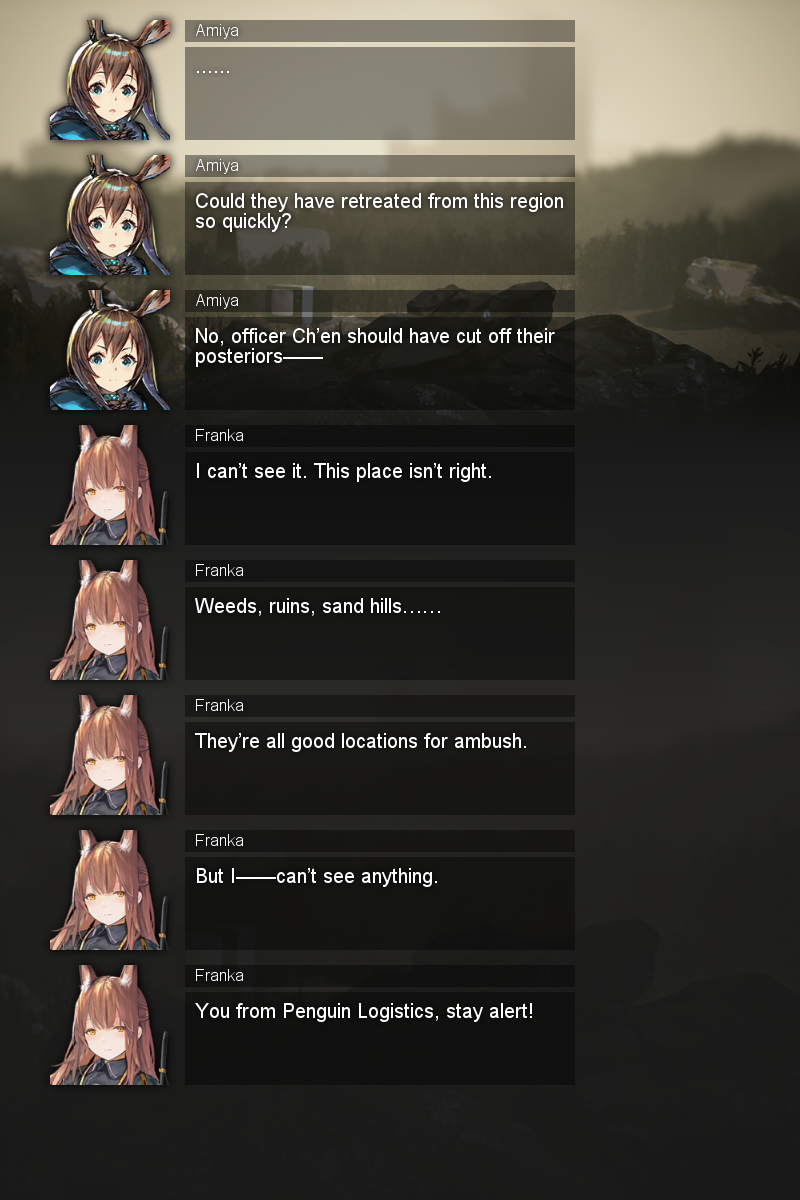 Amiya
......
Amiya
Could they have retreated from this region
so quickly?
Amiya
No, officer Ch’en should have cut off their
posteriors——
Franka
I can’t see it. This place isn’t right.
Franka
Weeds, ruins, sand hills......
Franka
They’re all good locations for ambush.
Franka
But I——can’t see anything.
Franka
You from Penguin Logistics, stay alert!